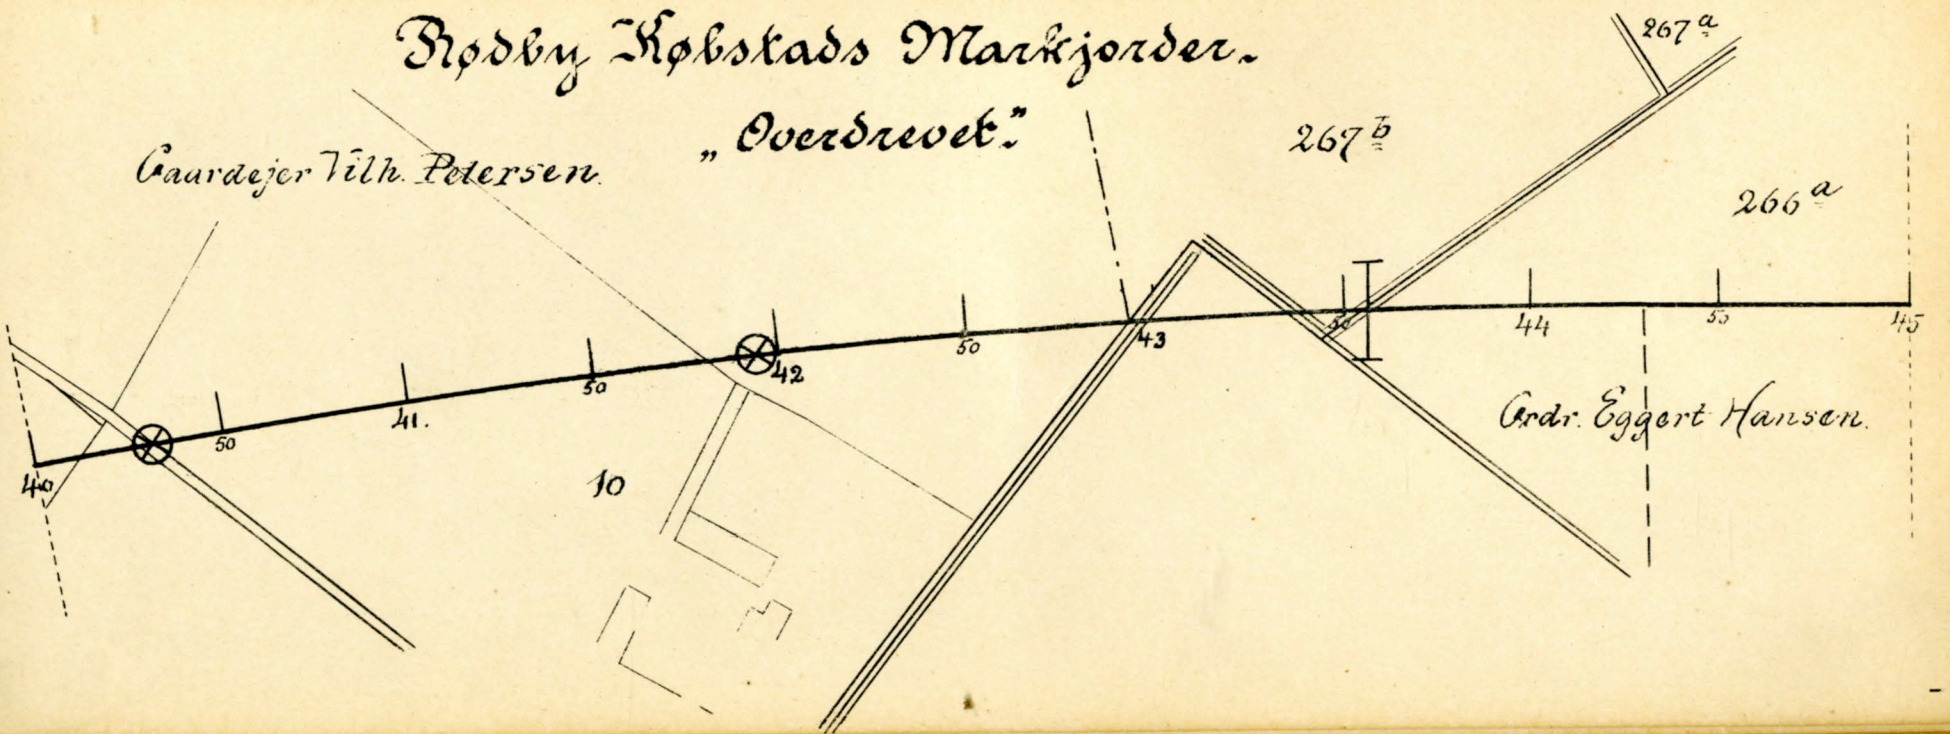 Rødby Købstads Markjorder.
„Overdrevet."
Gaardejer Vilh. Petersen.
267 a
267 b
266 a
40
50
41.
50
42
50
43
50
44
50
45
10
Grdr. Eggert Hansen.